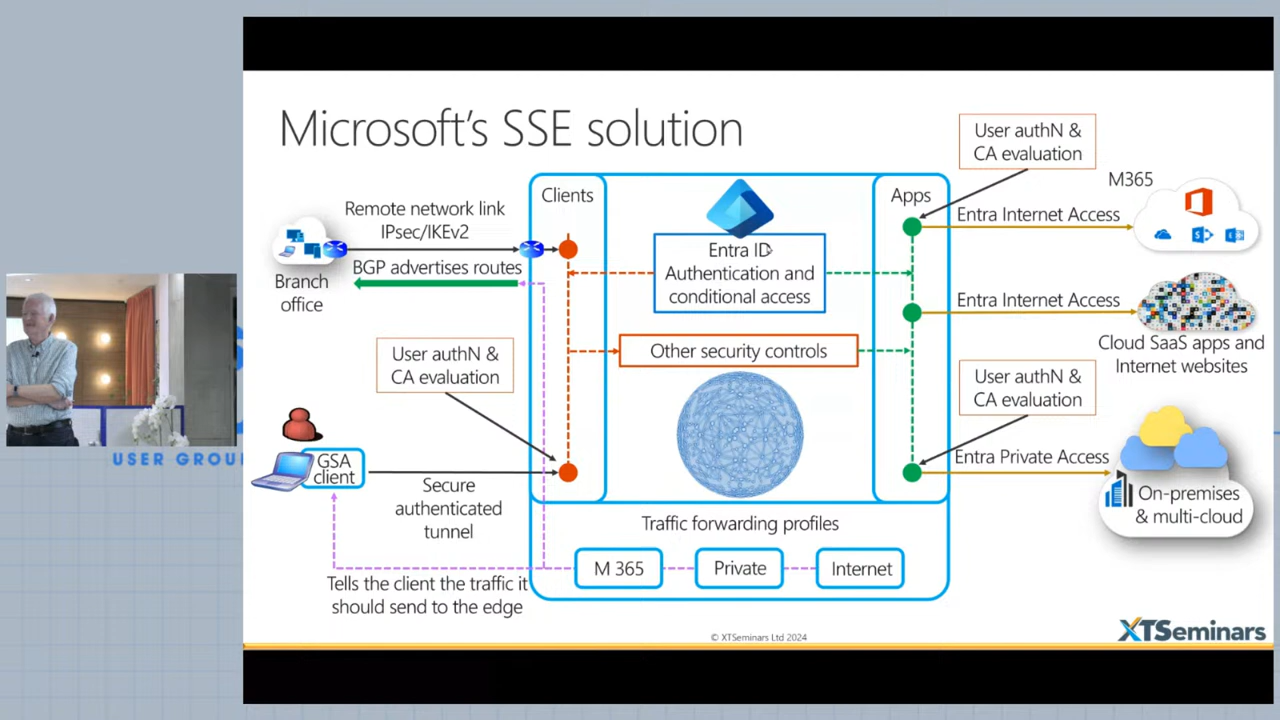 Microsoft's SSE solution
User authN &
CA evaluation
M365
Clients
Apps
Remote network link
IPsec/IKEv2
BGP advertises routes
Branch
office
Entra ID
Authentication and
conditional access
Entra Internet Access
Entra Internet Access
Other security controls
Cloud SaaS apps and
Internet websites
User authN &
CA evaluation
User authN &
CA evaluation
GSA
client
Secure
authenticated
tunnel
Entra Private Access
On-premises
& multi-cloud
Traffic forwarding profiles
M 365
Private
Internet
Tells the client the traffic it
should send to the edge
© XTSeminars Ltd 2024
XTSeminars
USER GROU